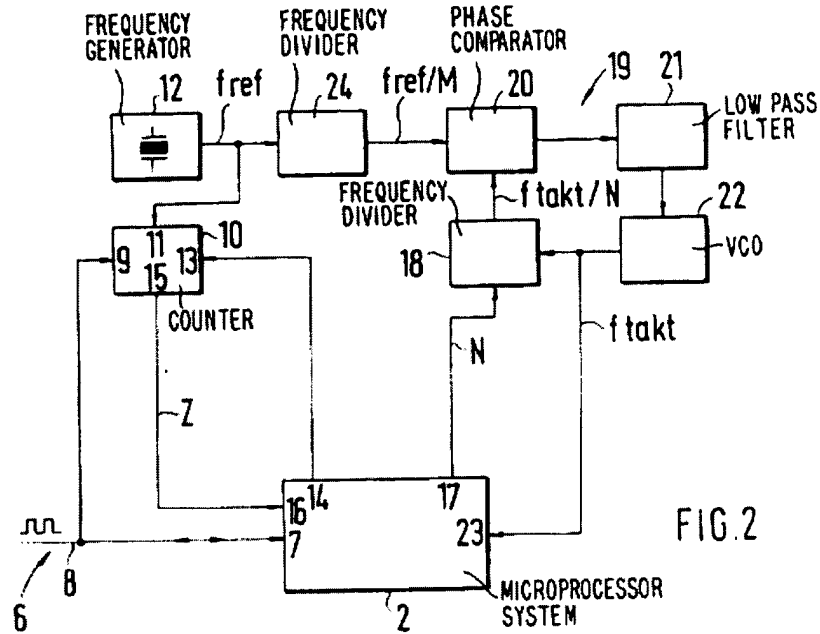 FREQUENCY
GENERATOR
FREQUENCY
DIVIDER
PHASE
COMPARATOR
12
f ref
24
f ref/M
20
19
21
LOW PASS
FILTER
FREQUENCY
DIVIDER
f takt/N
22
VCO
18
10
11
9
13
15
COUNTER
f takt
N
Z
14
17
16
7
23
FIG. 2
6
8
2
MICROPROCESSOR
SYSTEM